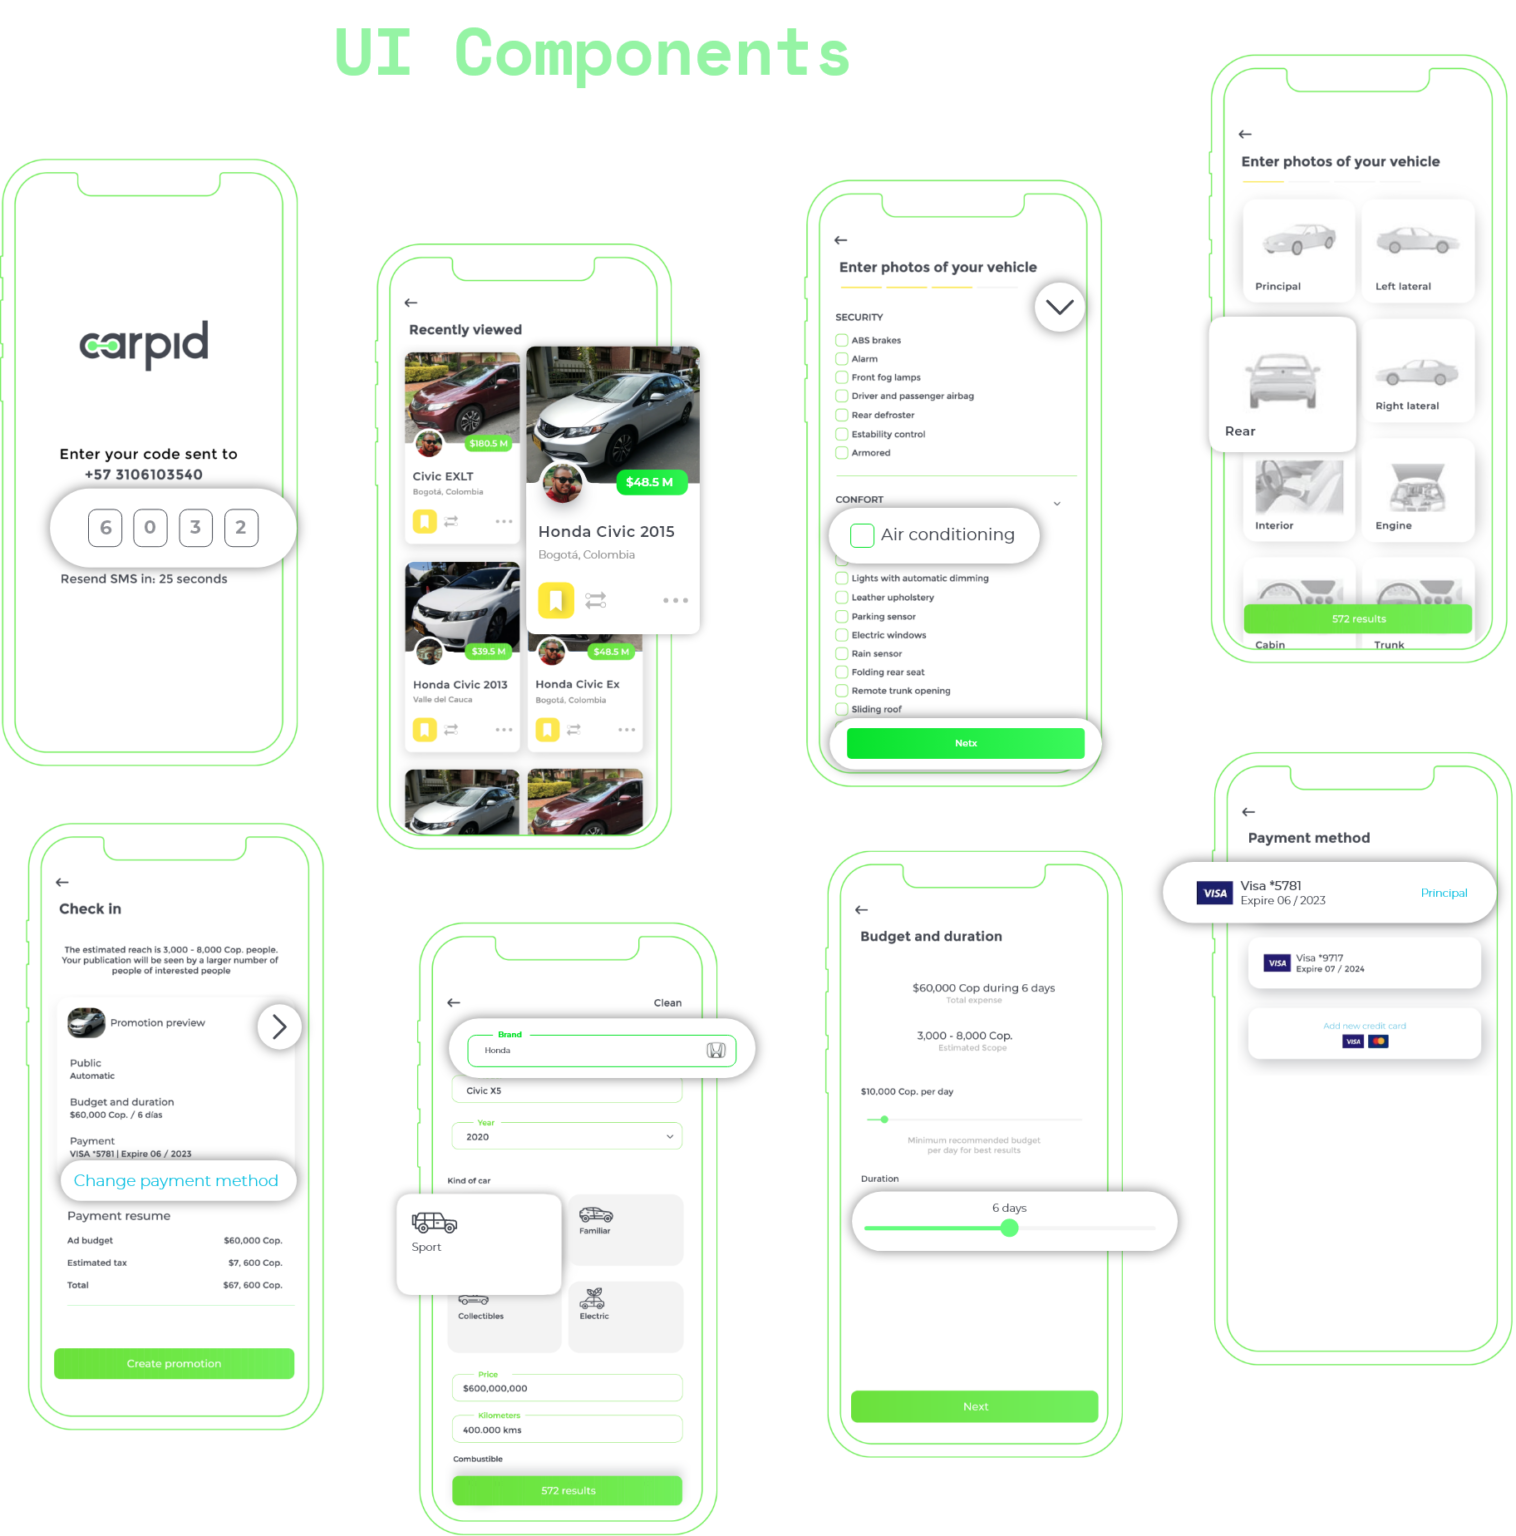 UI Components
carpid
Enter your code sent to
+57 3106103540
6 0 3 2
Resend SMS in: 25 seconds
Recently viewed
$180.5 M
Civic EXLT
Bogotá, Colombia
$48.5 M
Honda Civic 2015
Bogotá, Colombia
$39.5 M
Honda Civic 2013
Valle del Cauca
$48.5 M
Honda Civic Ex
Bogotá, Colombia
Enter photos of your vehicle
SECURITY
ABS brakes
Alarm
Front fog lamps
Driver and passenger airbag
Rear defroster
Estability control
Armored
CONFORT
Air conditioning
Lights with automatic dimming
Leather upholstery
Parking sensor
Electric windows
Rain sensor
Folding rear seat
Remote trunk opening
Sliding roof
Netx
Enter photos of your vehicle
Principal
Left lateral
Rear
Right lateral
Interior
Engine
572 results
Cabin
Trunk
Check in
The estimated reach is 3,000 - 8,000 Cop. people.
Your publication will be seen by a larger number of
people of interested people
Promotion preview
Public
Automatic
Budget and duration
$60,000 Cop. / 6 días
Payment
VISA *5781 | Expire 06 / 2023
Change payment method
Payment resume
Ad budget $60,000 Cop.
Estimated tax $7, 600 Cop.
Total $67, 600 Cop.
Create promotion
Clean
Brand
Honda
Civic X5
Year
2020
Kind of car
Sport
Familiar
Collectibles
Electric
Price
$600,000,000
Kilometers
400.000 kms
Combustible
572 results
Budget and duration
$60,000 Cop during 6 days
Total expense
3,000 - 8,000 Cop.
Estimated Scope
$10,000 Cop. per day
Minimum recommended budget
per day for best results
Duration
6 days
Next
Payment method
VISA Visa *5781
Expire 06 / 2023
Principal
VISA Visa *9717
Expire 07 / 2024
Add new credit card
VISA